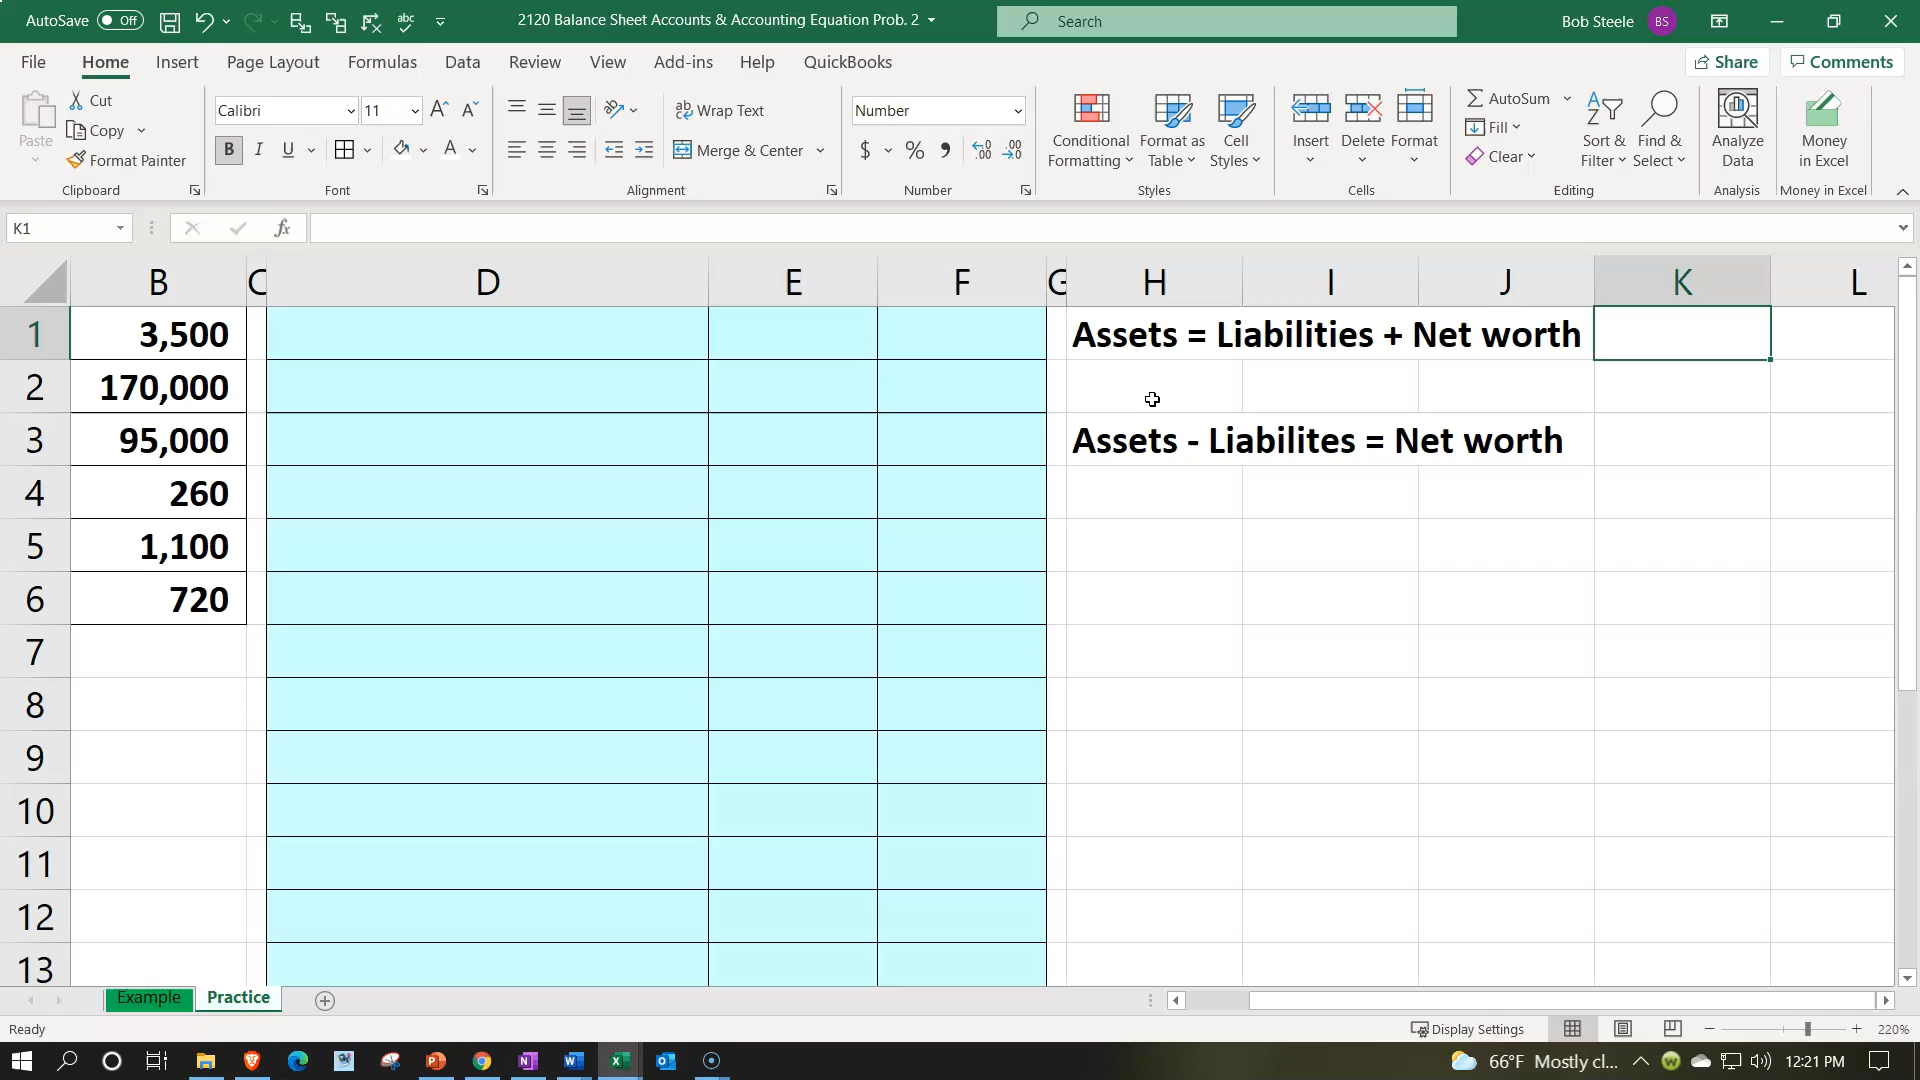 AutoSave Off 2120 Balance Sheet Accounts & Accounting Equation Prob. 2 Search Bob Steele BS
File Home Insert Page Layout Formulas Data Review View Add-ins Help QuickBooks Share Comments
Paste Cut Copy Format Painter Clipboard
Calibri 11 B I U A Font
ab Wrap Text Merge & Center Alignment
Number $ % Number
Conditional Formatting Format as Table Cell Styles Styles
Insert Delete Format Cells
AutoSum Fill Clear Sort & Filter Find & Select Editing
Analyze Data Analysis
Money in Excel Money in Excel
K1 fx
B C D E F G H I J K L
1 3,500 Assets = Liabilities + Net worth
2 170,000
3 95,000 Assets - Liabilites = Net worth
4 260
5 1,100
6 720
7
8
9
10
11
12
13
Example Practice
Ready Display Settings 220%
66°F Mostly cl... 12:21 PM